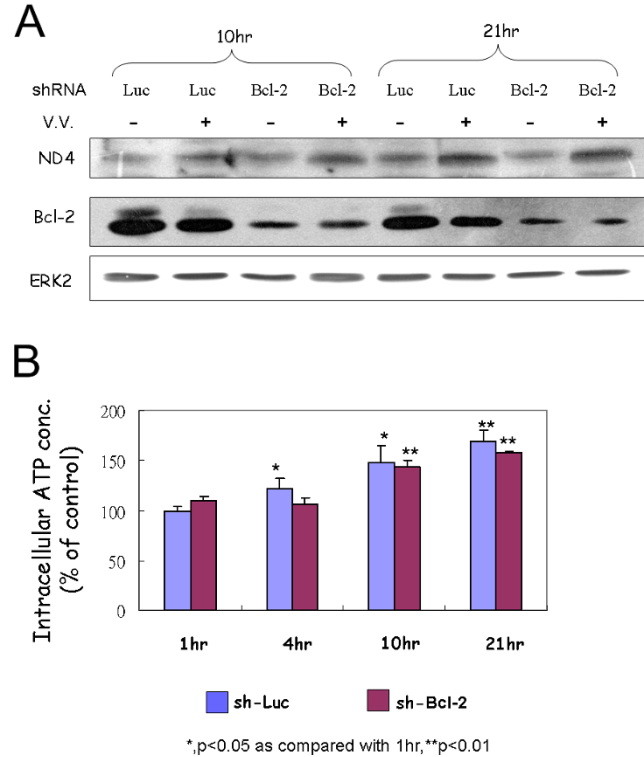 A
10hr 21hr
shRNA Luc Luc Bcl-2 Bcl-2 Luc Luc Bcl-2 Bcl-2
V.V. - + - + - + - +
ND4
Bcl-2
ERK2
B
Intracellular ATP conc.
(% of control)
200
150
100
50
0
* * * ** ** **
1hr 4hr 10hr 21hr
sh-Luc sh-Bcl-2
*,p<0.05 as compared with 1hr,**p<0.01